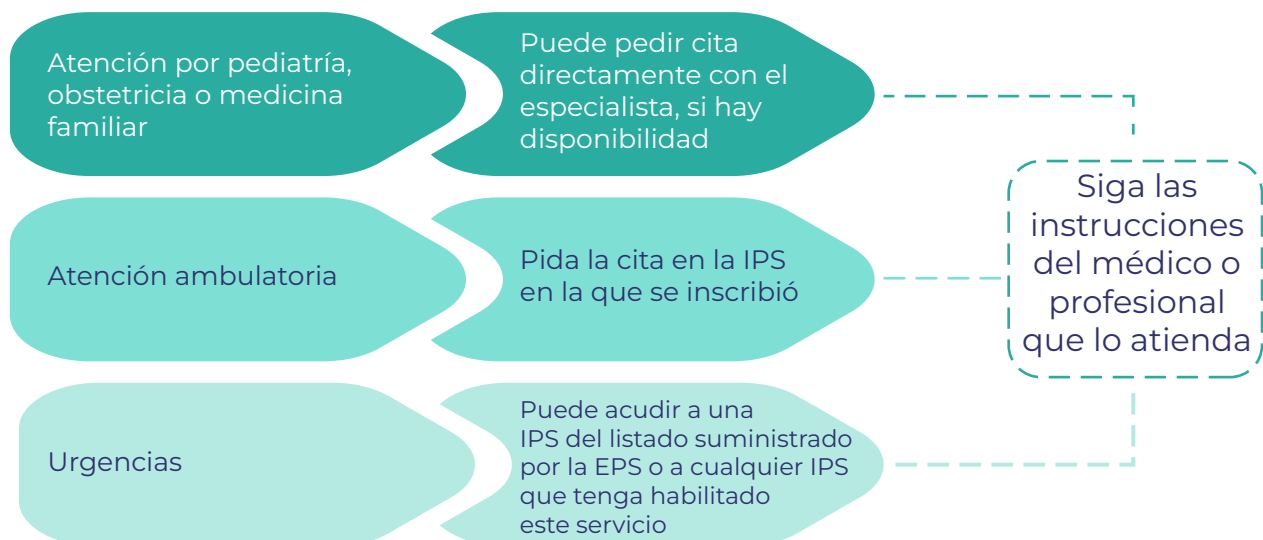 Atención por pediatría,
obstetricia o medicina
familiar
Puede pedir cita
directamente con el
especialista, si hay
disponibilidad
Atención ambulatoria
Pida la cita en la IPS
en la que se inscribió
Urgencias
Puede acudir a una
IPS del listado suministrado
por la EPS o a cualquier IPS
que tenga habilitado
este servicio
Siga las
instrucciones
del médico o
profesional
que lo atienda